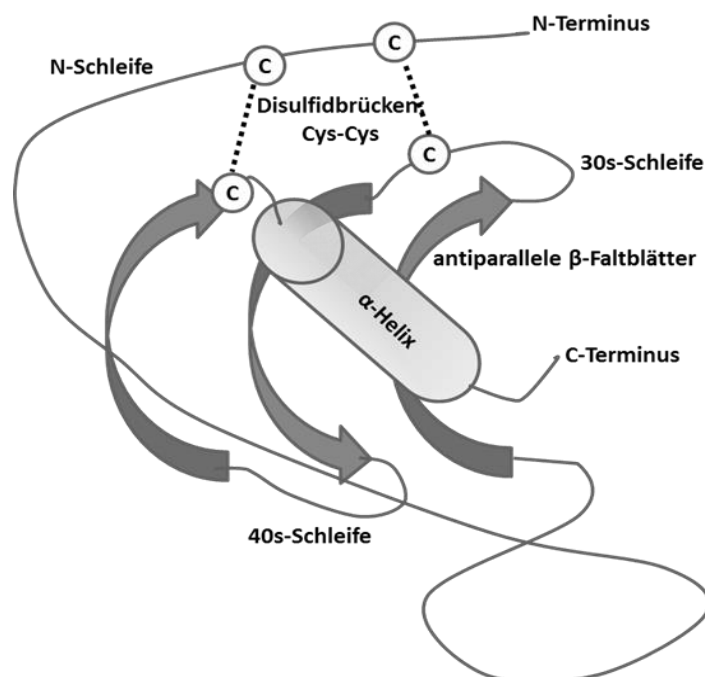 N-Terminus
C
C
N-Schleife
Disulfidbrücken
Cys-Cys
C
C
30s-Schleife
antiparallele β-Faltblätter
α-Helix
C-Terminus
40s-Schleife